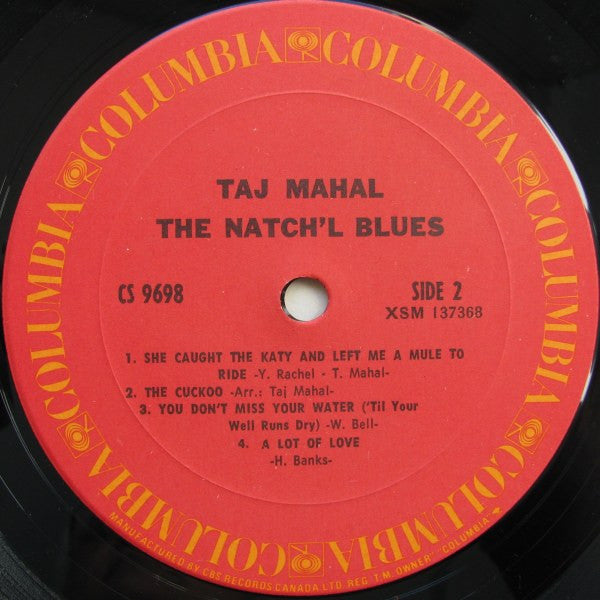 COLUMBIA COLUMBIA COLUMBIA COLUMBIA COLUMBIA COLUMBIA COLUMBIA COLUMBIA
TAJ MAHAL
THE NATCH'L BLUES
CS 9698
SIDE 2
XSM 137368
1. SHE CAUGHT THE KATY AND LEFT ME A MULE TO
RIDE -Y. Rachel - T. Mahal-
2. THE CUCKOO -Arr.: Taj Mahal-
3. YOU DON'T MISS YOUR WATER ('Til Your
Well Runs Dry) -W. Bell-
4. A LOT OF LOVE
-H. Banks-
MANUFACTURED BY CBS RECORDS CANADA LTD. REG. T.M. OWNER "COLUMBIA"